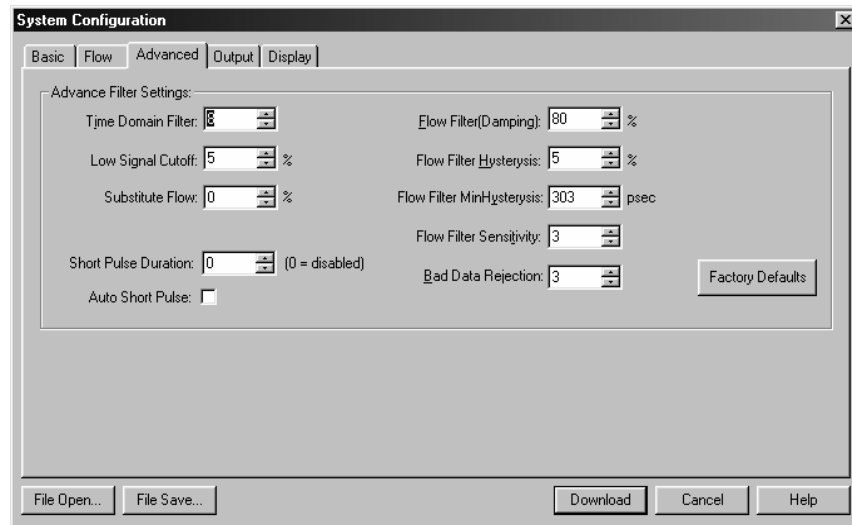 System Configuration
Basic Flow Advanced Output Display
Advance Filter Settings:
Time Domain Filter: 8
Low Signal Cutoff: 5 %
Substitute Flow: 0 %
Short Pulse Duration: 0 (0 = disabled)
Auto Short Pulse:
Flow Filter(Damping): 80 %
Flow Filter Hysterysis: 5 %
Flow Filter MinHysterysis: 303 psec
Flow Filter Sensitivity: 3
Bad Data Rejection: 3
Factory Defaults
File Open... File Save... Download Cancel Help